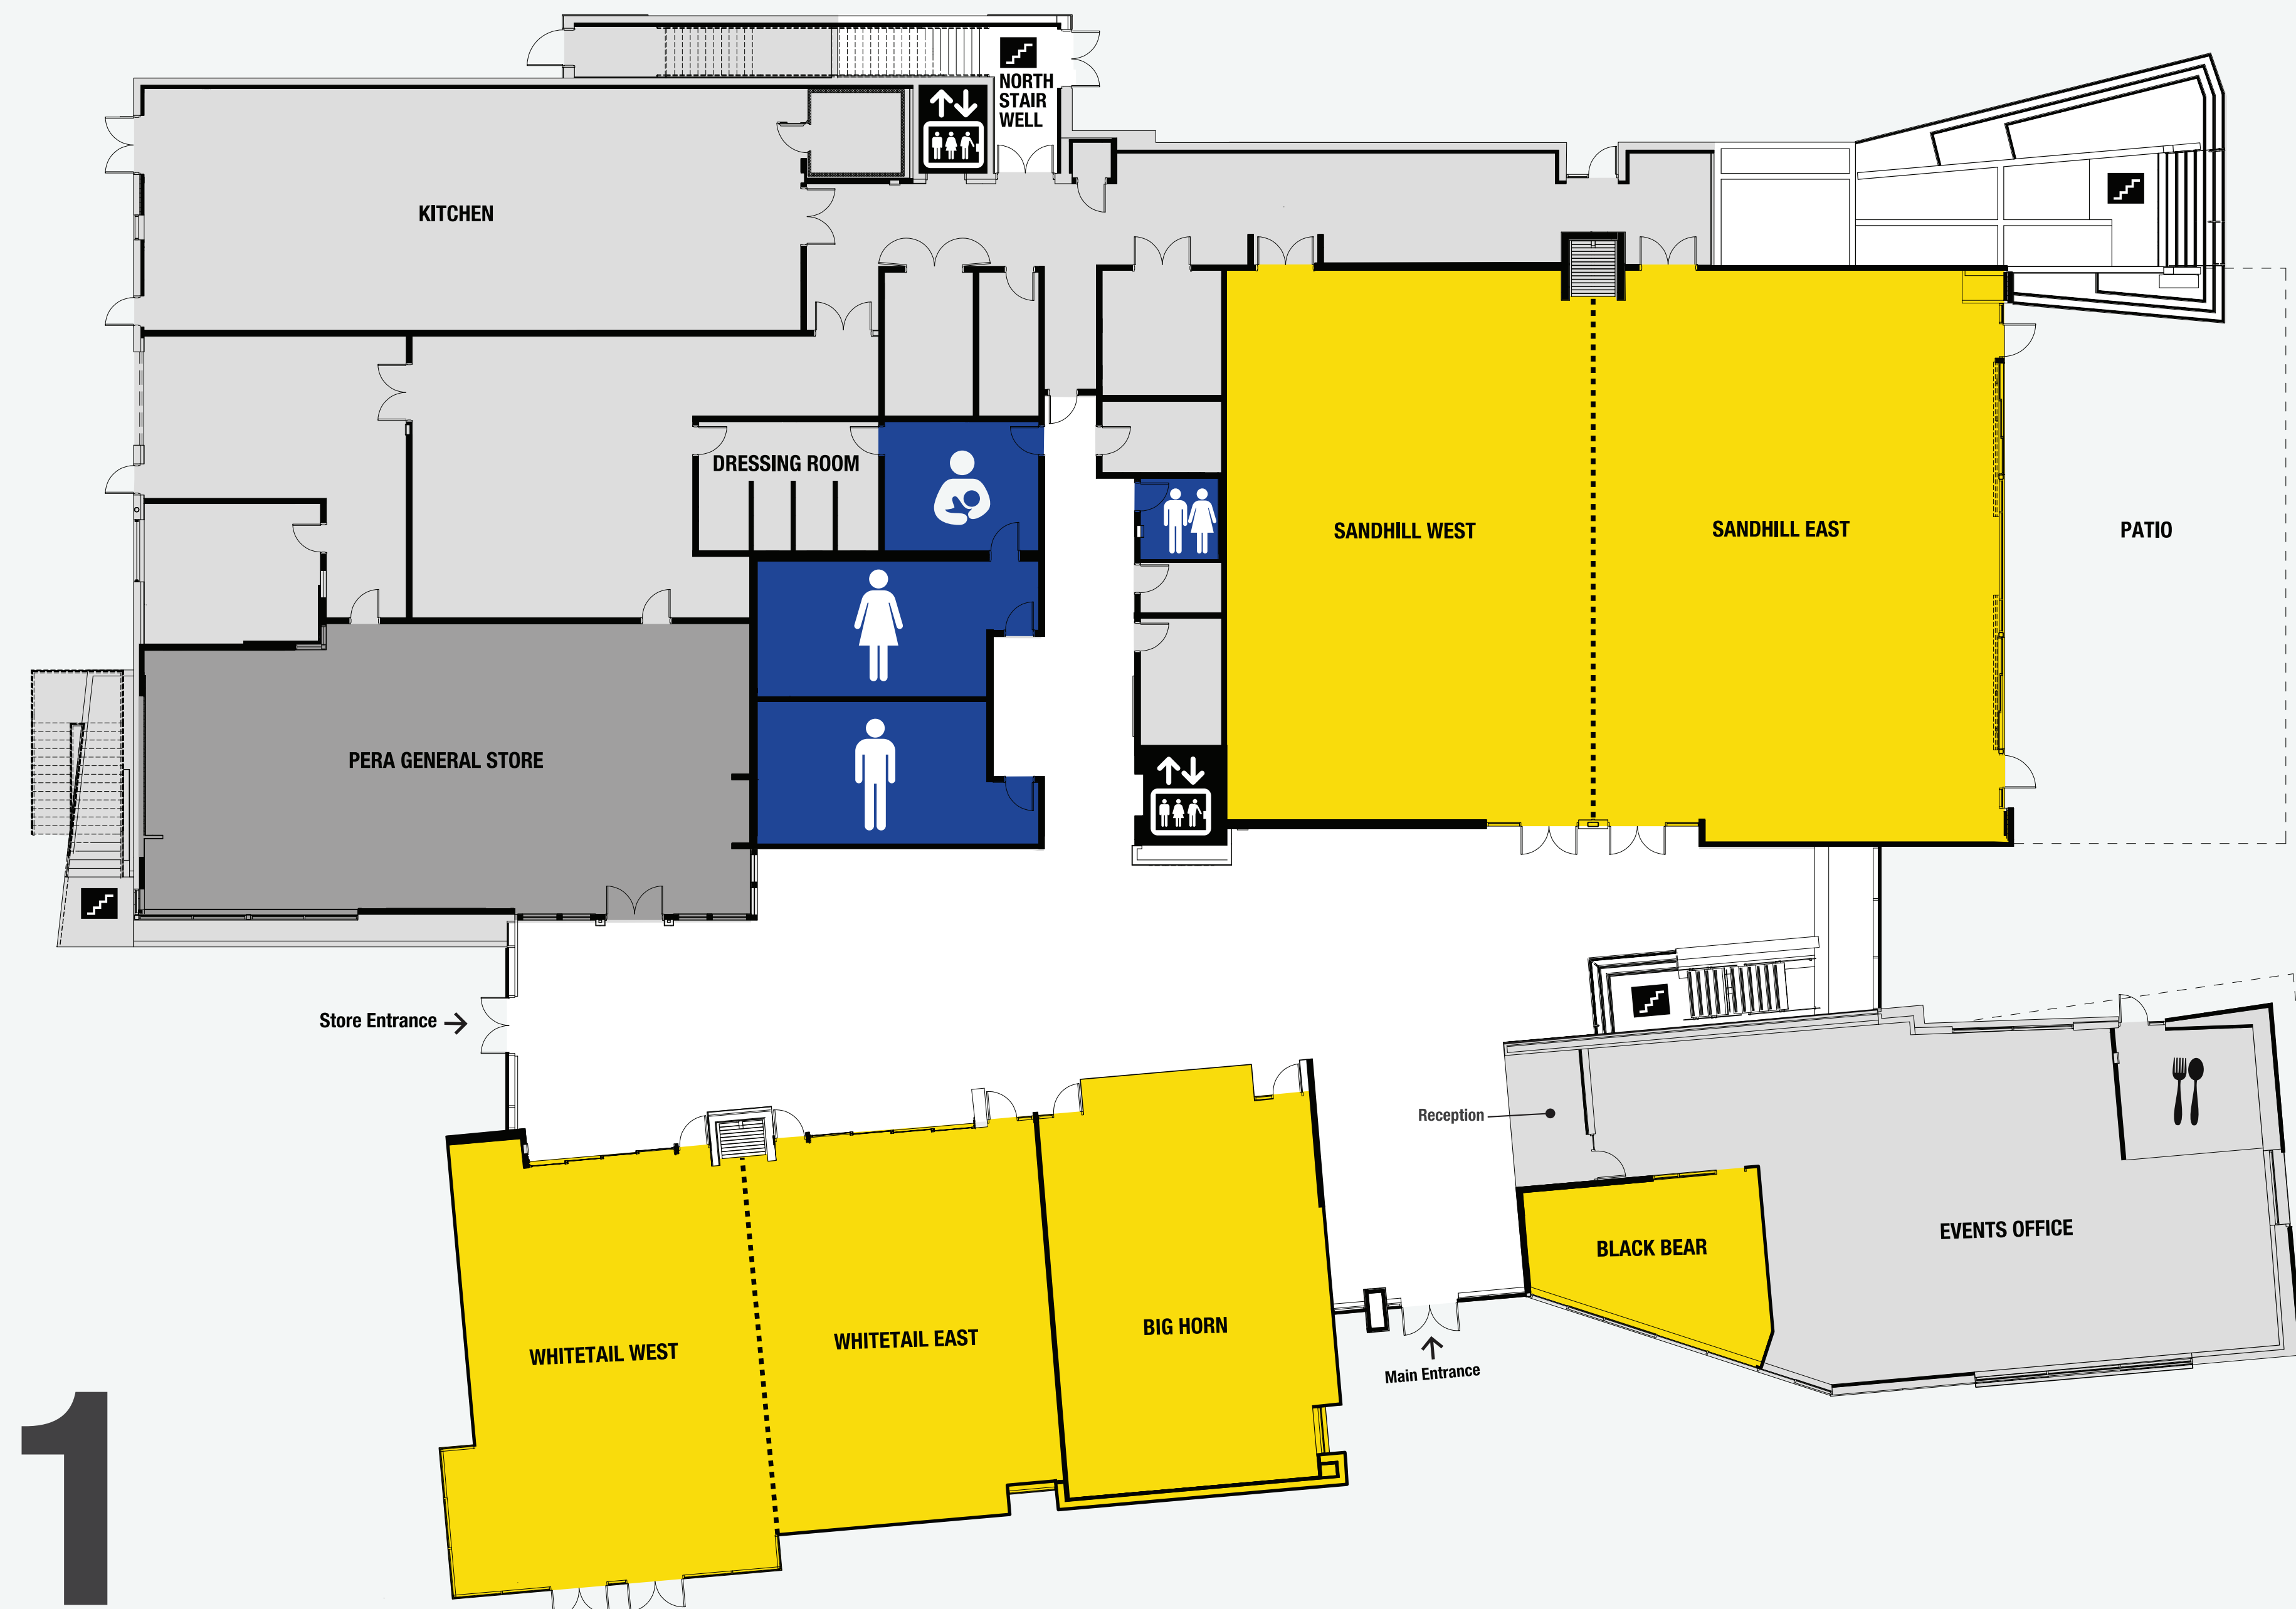 NORTH
STAIR
WELL
KITCHEN
DRESSING ROOM
SANDHILL WEST
SANDHILL EAST
PATIO
PERA GENERAL STORE
Store Entrance
Reception
EVENTS OFFICE
BLACK BEAR
BIG HORN
WHITETAIL EAST
WHITETAIL WEST
Main Entrance
1